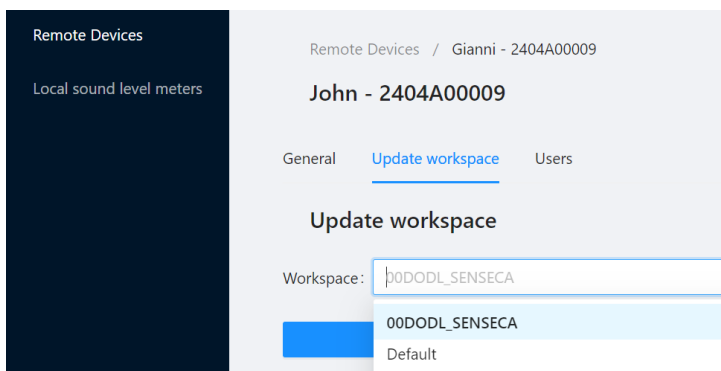 Remote Devices
Local sound level meters
Remote Devices / Gianni - 2404A00009
John - 2404A00009
General Update workspace Users
Update workspace
Workspace: 00DODL_SENSECA
00DODL_SENSECA
Default